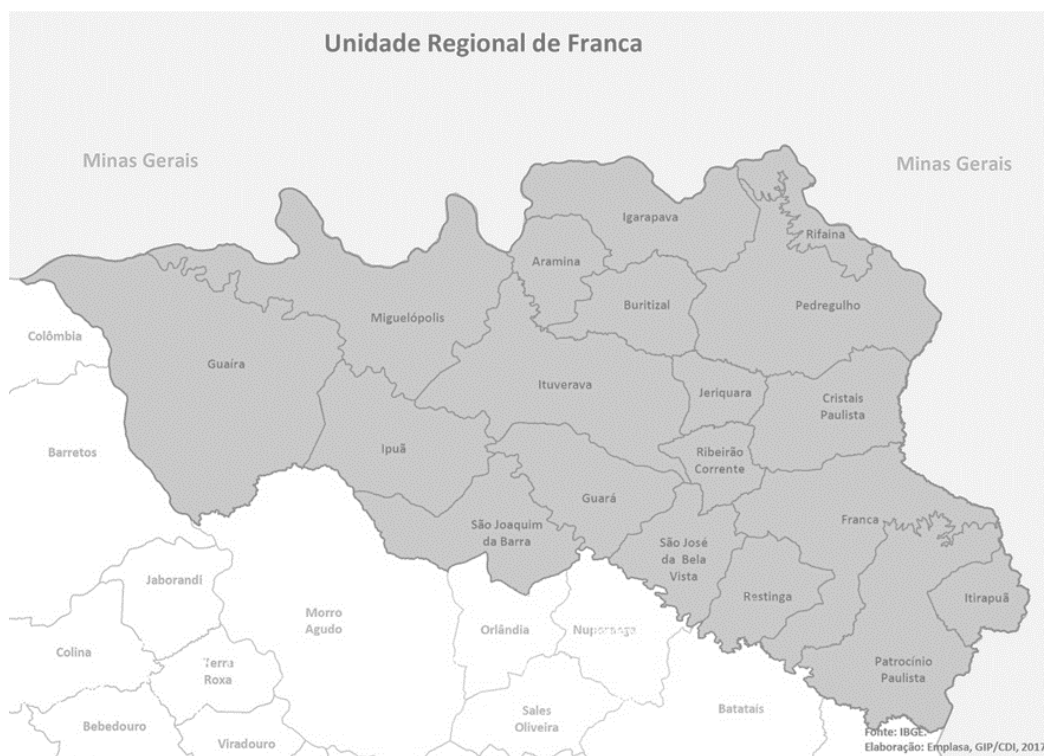 Unidade Regional de Franca
Minas Gerais
Minas Gerais
Igarapava
Rifaina
Aramina
Buritizal
Pedregulho
Miguelópolis
Colômbia
Guaíra
Ituverava
Jeriquara
Cristais
Paulista
Barretos
Ipuã
Ribeirão
Corrente
Guará
Franca
São Joaquim
da Barra
São José
da Bela
Vista
Jaborandi
Restinga
Itirapuã
Morro
Agudo
Orlândia
Nuporanga
Colina
Terra
Roxa
Patrocínio
Paulista
Sales
Oliveira
Batatais
Bebedouro
Viradouro
Fonte: IBGE.
Elaboração: Emplasa, GIP/CDI, 2017